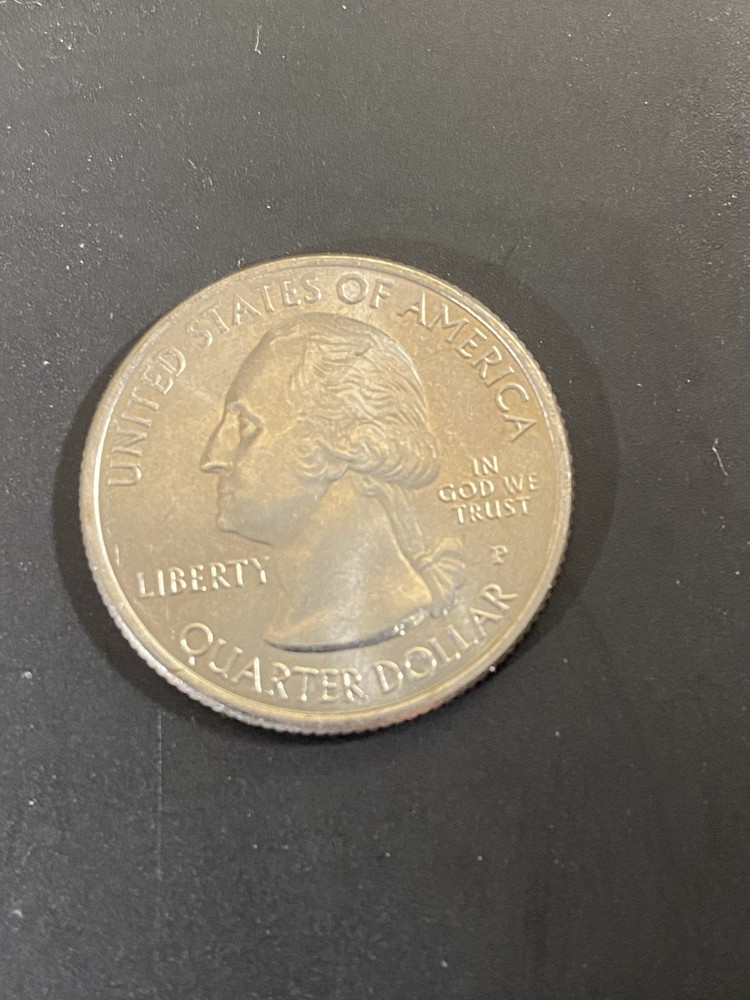 UNITED STATES OF AMERICA
IN
GOD WE
TRUST
P
LIBERTY
QUARTER DOLLAR